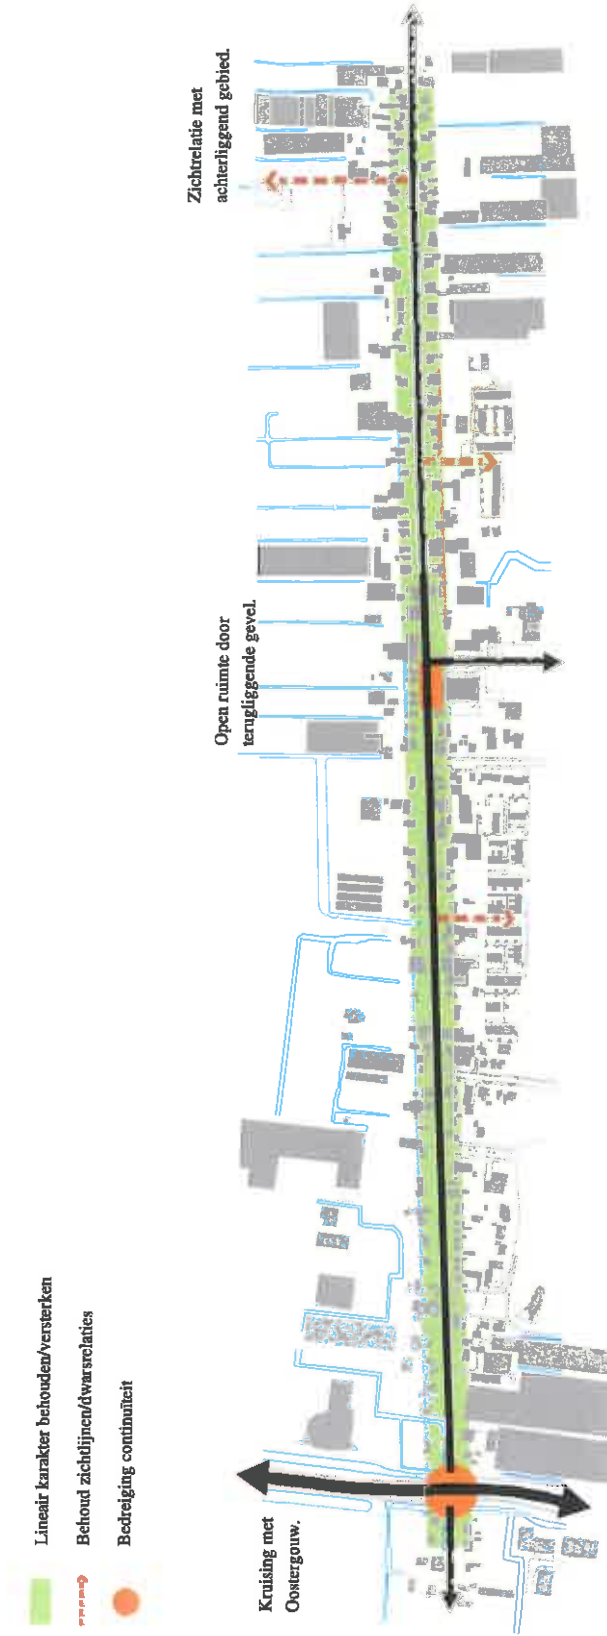 Lineair karakter behouden/versterken
Behoud zichtlijnen/dwarsrelaties
Bedreiging continuïteit
Kruising met
Oostergouw.
Open ruimte door
terugliggende gevel.
Zichtrelatie met
achterliggend gebied.